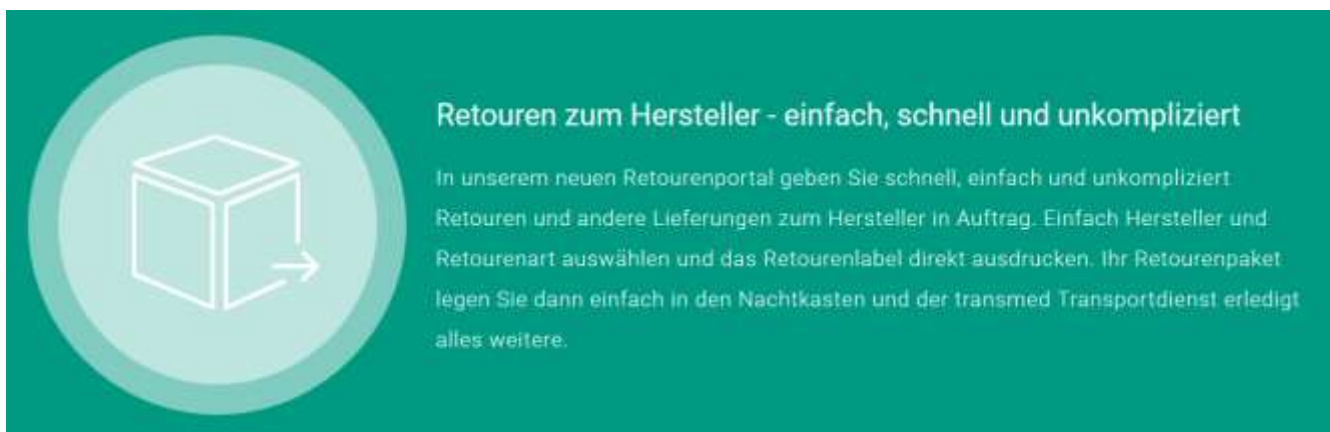 Retouren zum Hersteller - einfach, schnell und unkompliziert
In unserem neuen Retourenportal geben Sie schnell, einfach und unkompliziert
Retouren und andere Lieferungen zum Hersteller in Auftrag. Einfach Hersteller und
Retourenart auswählen und das Retourenlabel direkt ausdrucken. Ihr Retourenpaket
legen Sie dann einfach in den Nachtkasten und der transmed Transportdienst erledigt
alles weitere.